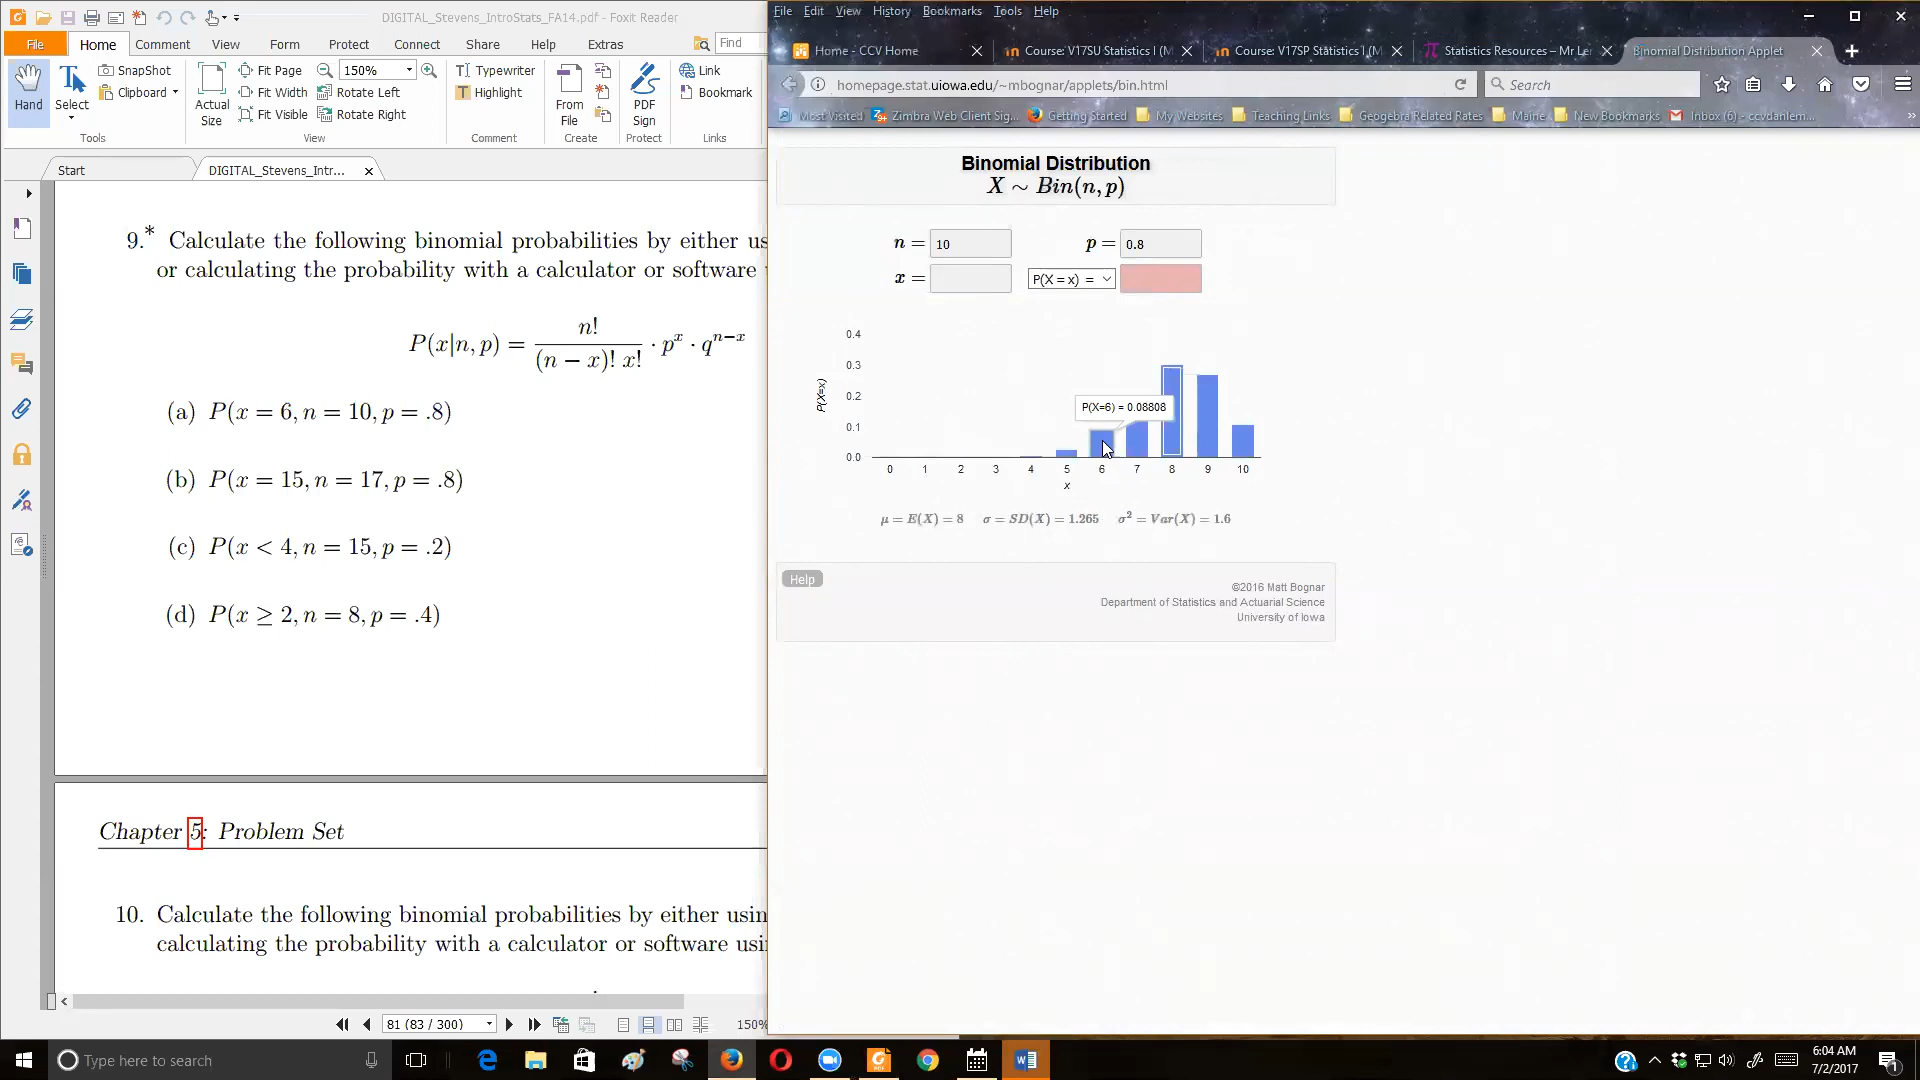 DIGITAL_Stevens_IntroStats_FA14.pdf - Foxit Reader
File Home Comment View Form Protect Connect Share Help Extras Find
Hand
Select
SnapShot
Clipboard
Tools
Actual Size
Fit Page
Fit Width
Fit Visible
150%
Rotate Left
Rotate Right
View
Typewriter
Highlight
Comment
From File
Create
PDF Sign
Protect
Link
Bookmark
Links
Start DIGITAL_Stevens_Intr...
9.* Calculate the following binomial probabilities by either us
or calculating the probability with a calculator or software
P(x|n, p) = n! / (n − x)! x! · p^x · q^{n−x}
(a) P(x = 6, n = 10, p = .8)
(b) P(x = 15, n = 17, p = .8)
(c) P(x < 4, n = 15, p = .2)
(d) P(x ≥ 2, n = 8, p = .4)
Chapter 5: Problem Set
10. Calculate the following binomial probabilities by either usin
calculating the probability with a calculator or software usi
81 (83 / 300)
150%
File Edit View History Bookmarks Tools Help
Home - CCV Home Course: V17SU Statistics I (M Course: V17SP Statistics I (M Statistics Resources – Mr Le Binomial Distribution Applet
homepage.stat.uiowa.edu/~mbognar/applets/bin.html Search
Most Visited Zimbra Web Client Sig... Getting Started My Websites Teaching Links Geogebra Related Rates Maine New Bookmarks Inbox (6) - ccvdanlem...
Binomial Distribution
X ∼ Bin(n, p)
n = 10 p = 0.8
x = P(X = x) =
0.4
0.3
0.2
0.1
0.0
P(X=x)
P(X=6) = 0.08808
0 1 2 3 4 5 6 7 8 9 10
x
μ = E(X) = 8 σ = SD(X) = 1.265 σ² = Var(X) = 1.6
Help
©2016 Matt Bognar
Department of Statistics and Actuarial Science
University of Iowa
Type here to search
6:04 AM
7/2/2017